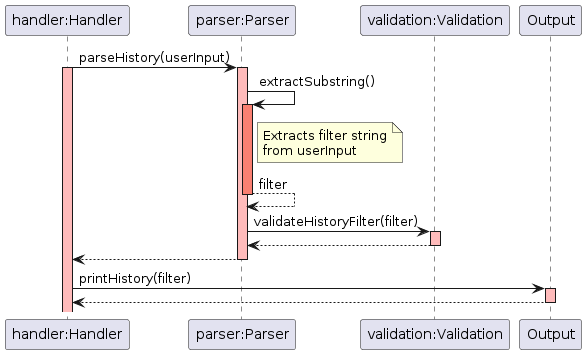 handler:Handler
parser:Parser
validation:Validation
Output
parseHistory(userInput)
extractSubstring()
Extracts filter string
from userInput
filter
validateHistoryFilter(filter)
printHistory(filter)
handler:Handler
parser:Parser
validation:Validation
Output